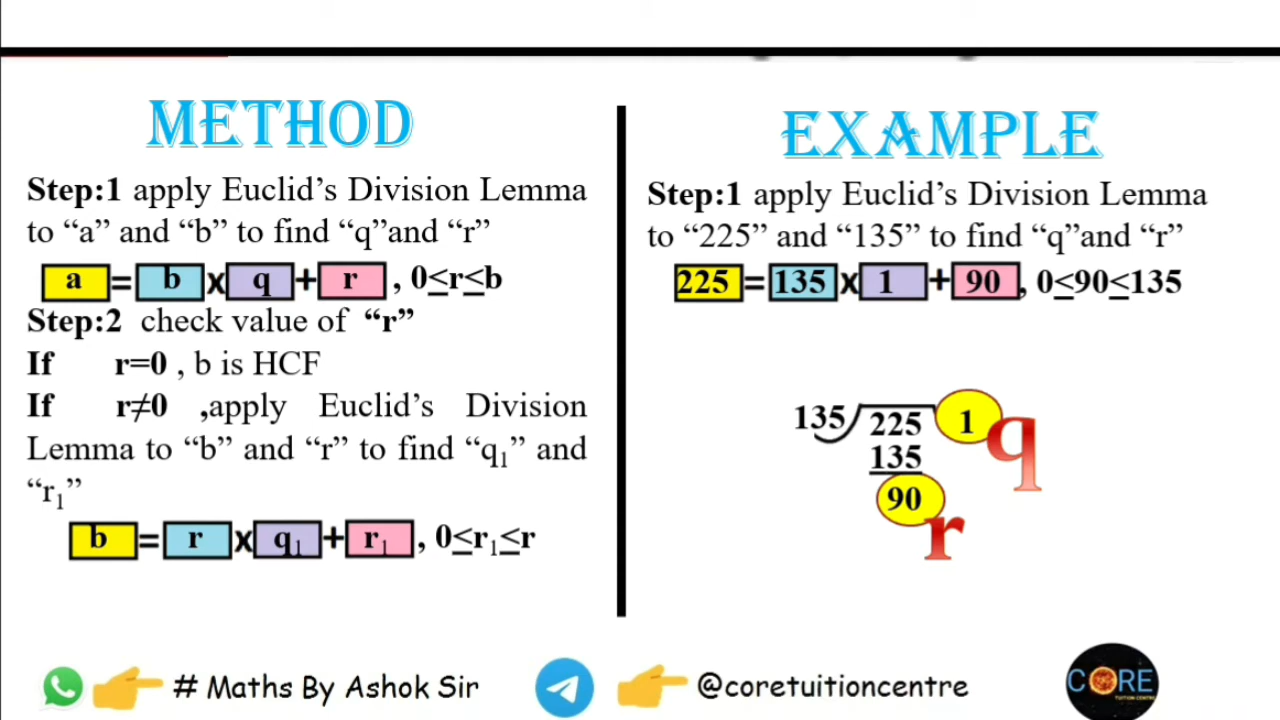 METHOD
Step:1 apply Euclid’s Division Lemma
to “a” and “b” to find “q”and “r”
a = b x q + r , 0≤r≤b
Step:2 check value of “r”
If r=0 , b is HCF
If r≠0 ,apply Euclid’s Division
Lemma to “b” and “r” to find “q₁” and
“r₁”
b = r x q₁ + r₁ , 0≤r₁≤r
EXAMPLE
Step:1 apply Euclid’s Division Lemma
to “225” and “135” to find “q”and “r”
225 = 135 x 1 + 90 , 0≤90≤135
135 225 1 q
135
90 r
# Maths By Ashok Sir
@coretuitioncentre
CORE
TUITION CENTRE